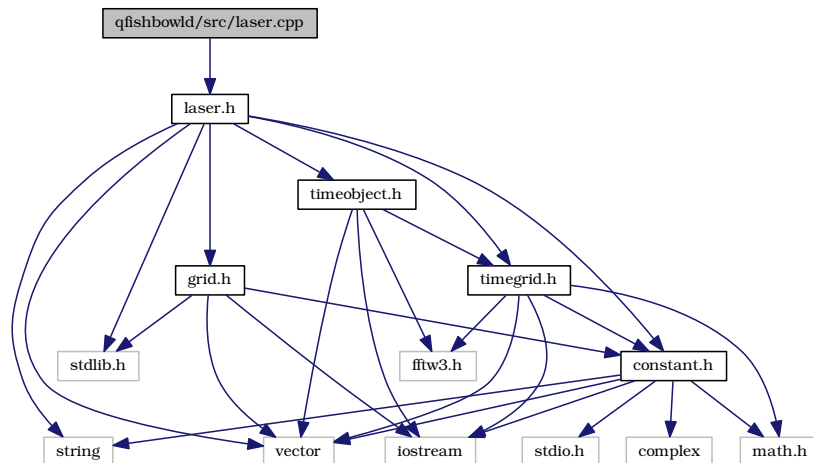 qfishbowld/src/laser.cpp
laser.h
timeobject.h
grid.h
timegrid.h
stdlib.h
fftw3.h
constant.h
string
vector
iostream
stdio.h
complex
math.h